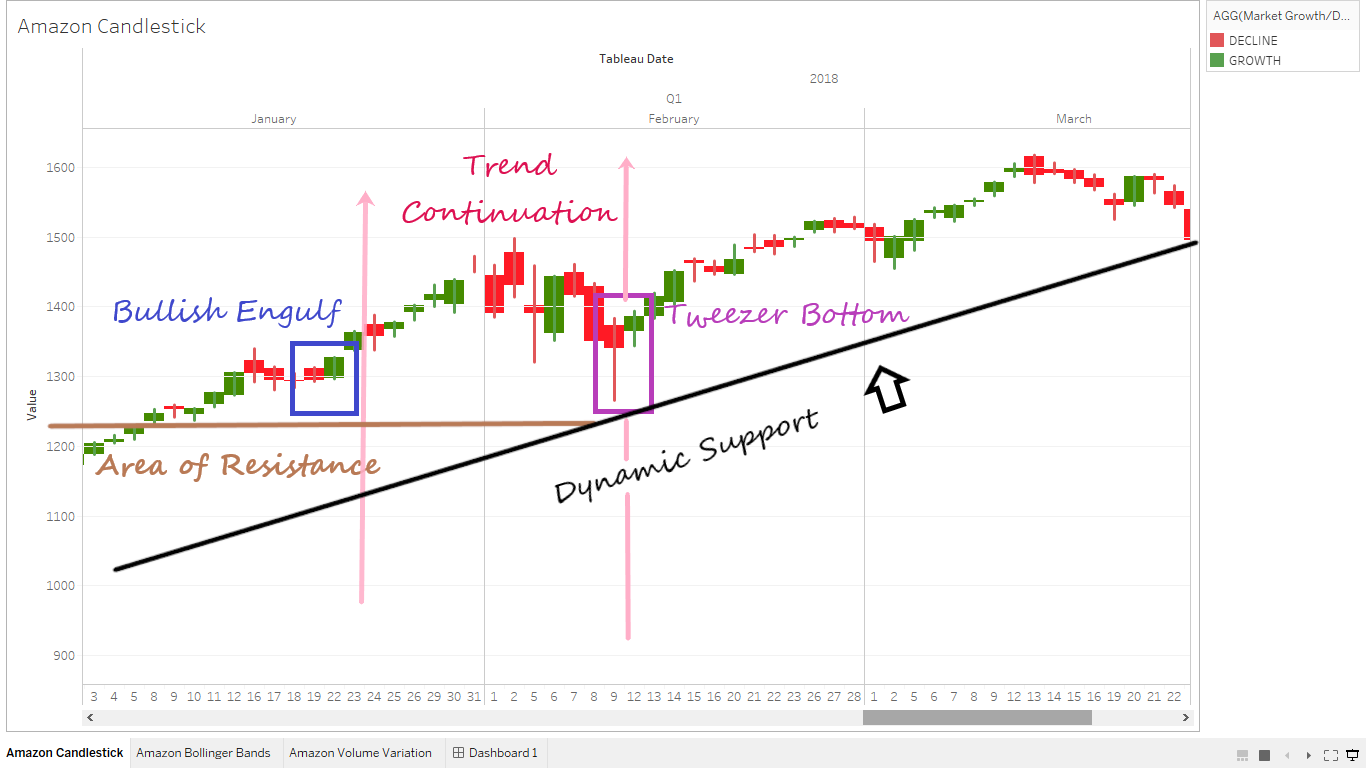 Amazon Candlestick
AGG(Market Growth/D...
DECLINE
GROWTH
Tableau Date
2018
Q1
January February March
Trend
Continuation
Bullish Engulf
Tweezer Bottom
Area of Resistance
Dynamic Support
Value
1600
1500
1400
1300
1200
1100
1000
900
3 4 5 8 9 10 11 12 16 17 18 19 22 23 24 25 26 29 30 31 1 2 5 6 7 8 9 12 13 14 15 16 20 21 22 23 26 27 28 1 2 5 6 7 8 9 12 13 14 15 16 19 20 21 22
Amazon Candlestick Amazon Bollinger Bands Amazon Volume Variation Dashboard 1